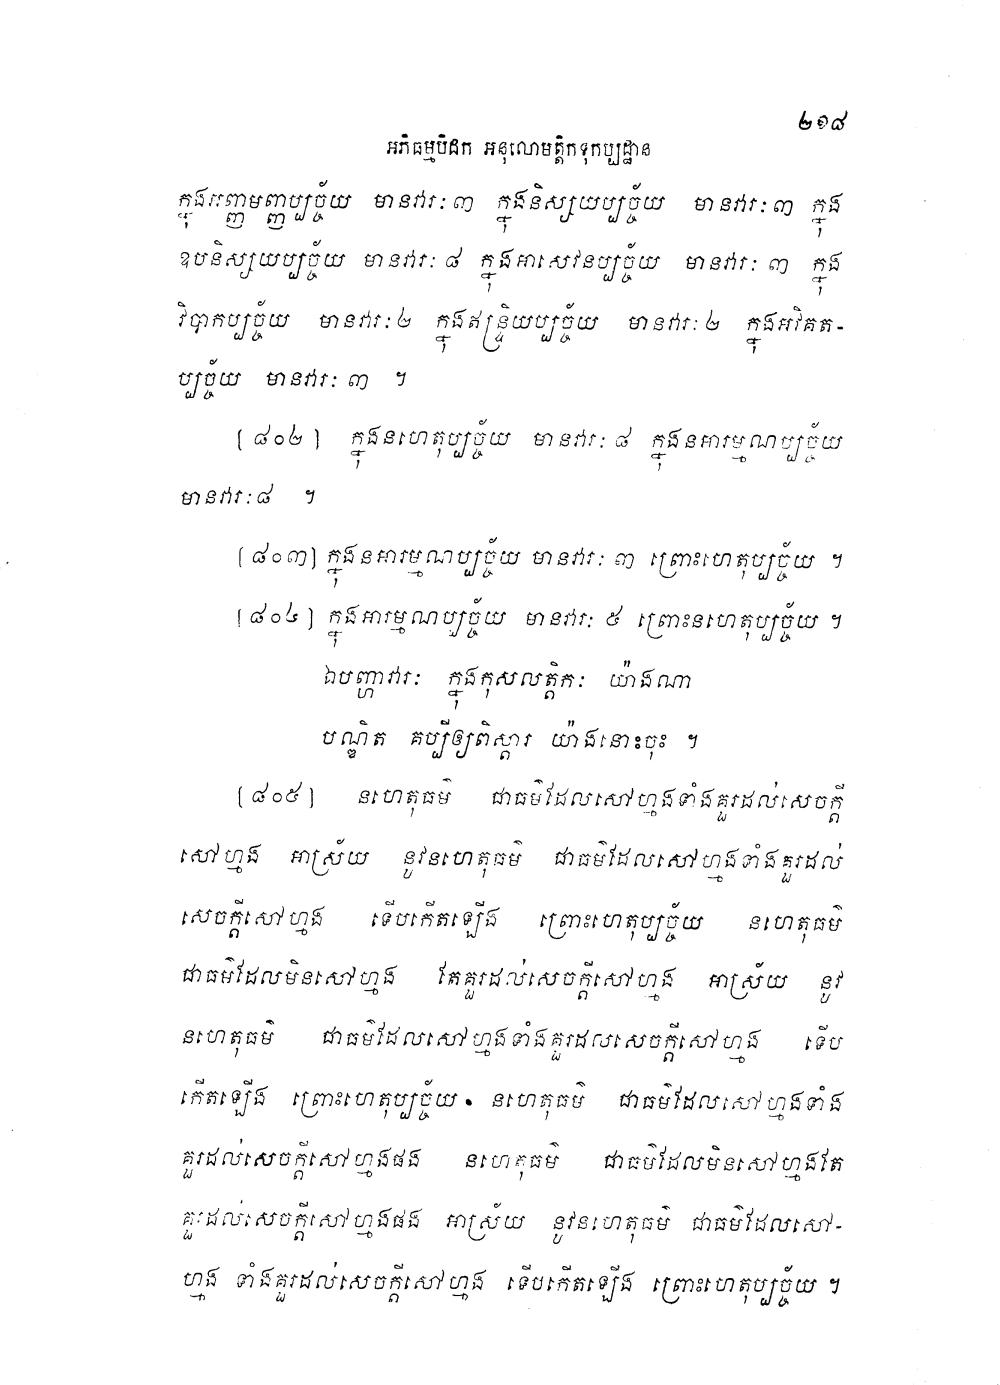 ២១៨
អភិធម្មបិដក អនុលោមត្តិកទុកប្បដ្ឋាន
ក្នុងអញ្ញមញ្ញប្បច្ច័យ មានវារៈ ៣ ក្នុងនិស្សយប្បច្ច័យ មានវារៈ ៣ ក្នុង
ឧបនិស្សយប្បច្ច័យ មានវារៈ ៨ ក្នុងអាសេវនប្បច្ច័យ មានវារៈ ៣ ក្នុង
វិបាកប្បច្ច័យ មានវារៈ ២ ក្នុងឥន្ទ្រិយប្បច្ច័យ មានវារៈ ២ ក្នុងអវិគត-
ប្បច្ច័យ មានវារៈ ៣ ។
[ ៨០២ ] ក្នុងនហេតុប្បច្ច័យ មានវារៈ ៨ ក្នុងនអារម្មណប្បច្ច័យ
មានវារៈ ៨ ។
[ ៨០៣ ] ក្នុងនអារម្មណប្បច្ច័យ មានវារៈ ៣ ព្រោះហេតុប្បច្ច័យ ។
[ ៨០៤ ] ក្នុងអារម្មណប្បច្ច័យ មានវារៈ ៥ ព្រោះនហេតុប្បច្ច័យ ។
ឯបញ្ហាវារៈ ក្នុងកុសលត្តិកៈ យ៉ាងណា
បណ្ឌិត គប្បីឲ្យពិស្តារ យ៉ាងនោះចុះ ។
[ ៨០៥ ] នហេតុធម៌ ជាធម៌ដែលសៅហ្មងទាំងគួរដល់សេចក្តី
សៅហ្មង អាស្រ័យ នូវនហេតុធម៌ ជាធម៌ដែលសៅហ្មងទាំងគួរដល់
សេចក្តីសៅហ្មង ទើបកើតឡើង ព្រោះហេតុប្បច្ច័យ នហេតុធម៌
ជាធម៌ដែលមិនសៅហ្មង តែគួរដល់សេចក្តីសៅហ្មង អាស្រ័យ នូវ
នហេតុធម៌ ជាធម៌ដែលសៅហ្មងទាំងគួរដល់សេចក្តីសៅហ្មង ទើប
កើតឡើង ព្រោះហេតុប្បច្ច័យ • នហេតុធម៌ ជាធម៌ដែលសៅហ្មងទាំង
គួរដល់សេចក្តីសៅហ្មងផង នហេតុធម៌ ជាធម៌ដែលមិនសៅហ្មងតែ
គួរដល់សេចក្តីសៅហ្មងផង អាស្រ័យ នូវនហេតុធម៌ ជាធម៌ដែលសៅ-
ហ្មង ទាំងគួរដល់សេចក្តីសៅហ្មង ទើបកើតឡើង ព្រោះហេតុប្បច្ច័យ ។